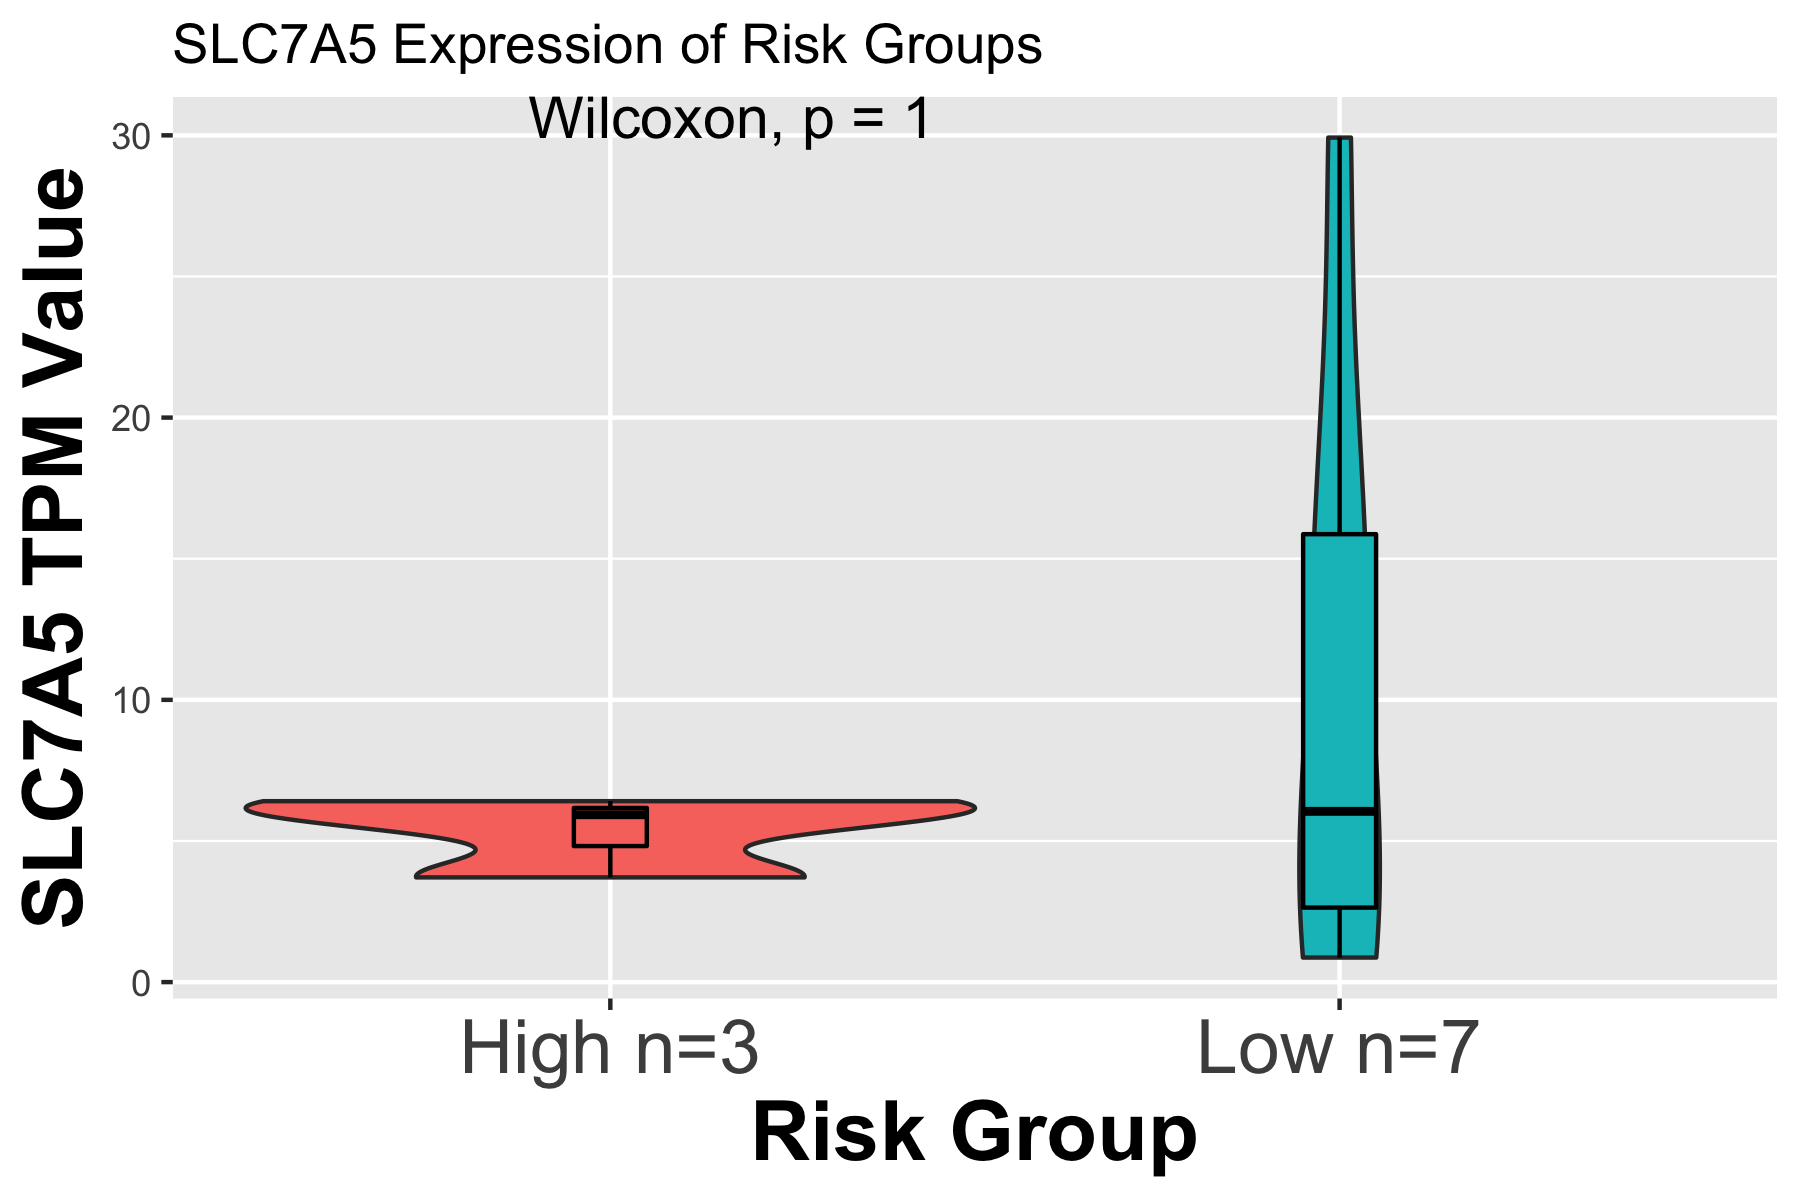 SLC7A5 Expression of Risk Groups
Wilcoxon, p = 1
SLC7A5 TPM Value
30
20
10
0
High n=3
Low n=7
Risk Group